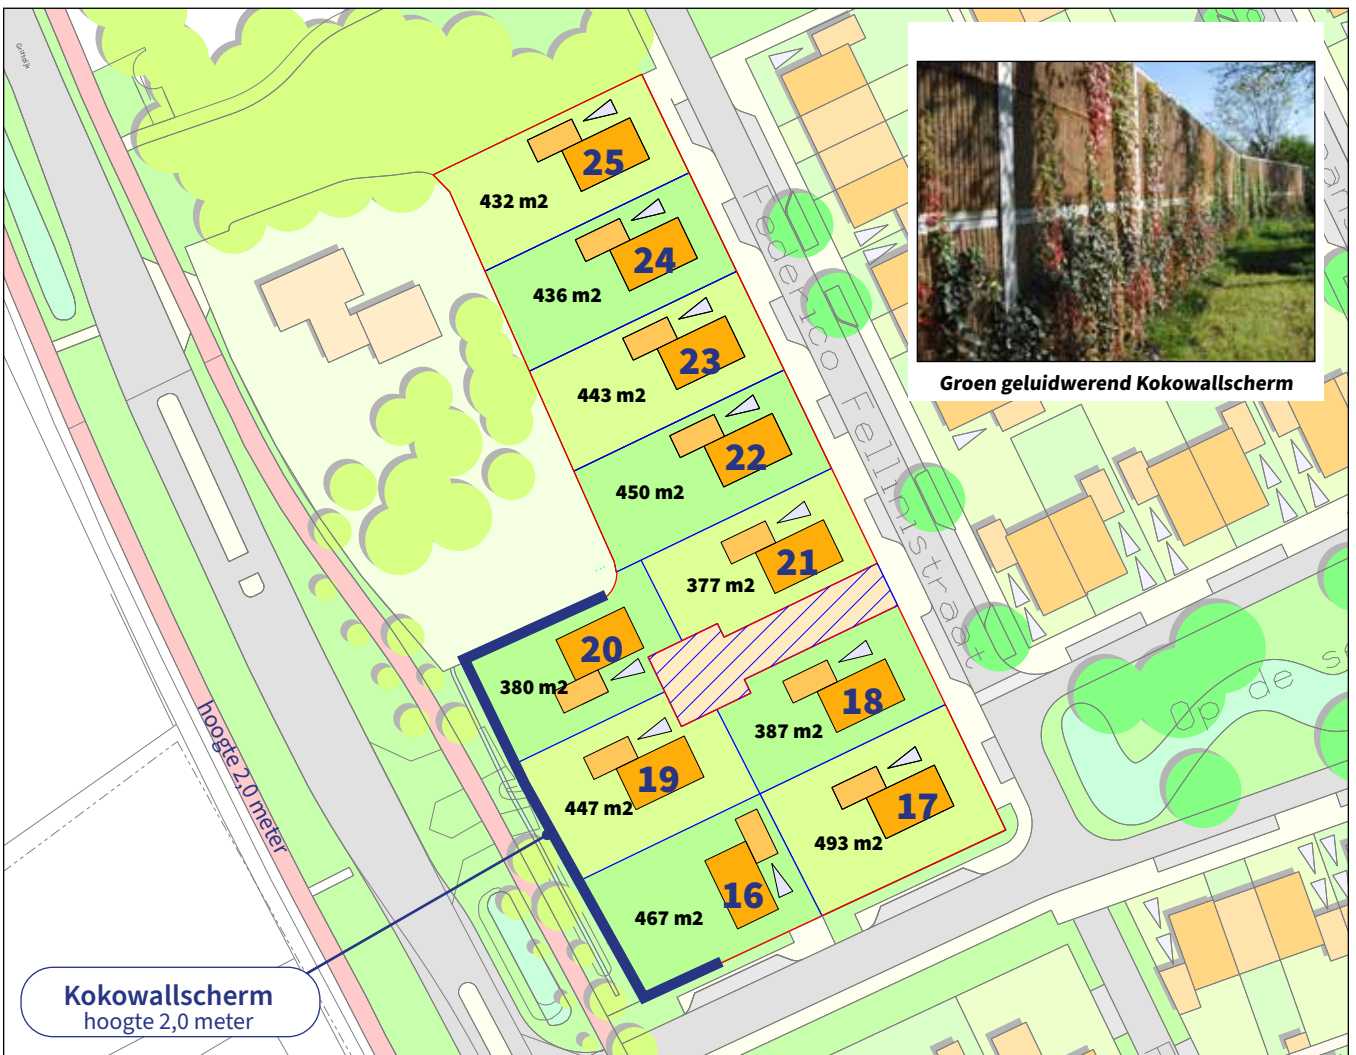 Griftdijk
25
432 m2
24
436 m2
23
443 m2
22
450 m2
21
377 m2
20
380 m2
18
387 m2
19
447 m2
17
493 m2
16
467 m2
Groen geluidwerend Kokowallscherm
Op de
hoogte 2,0 meter
Kokowallscherm
hoogte 2,0 meter